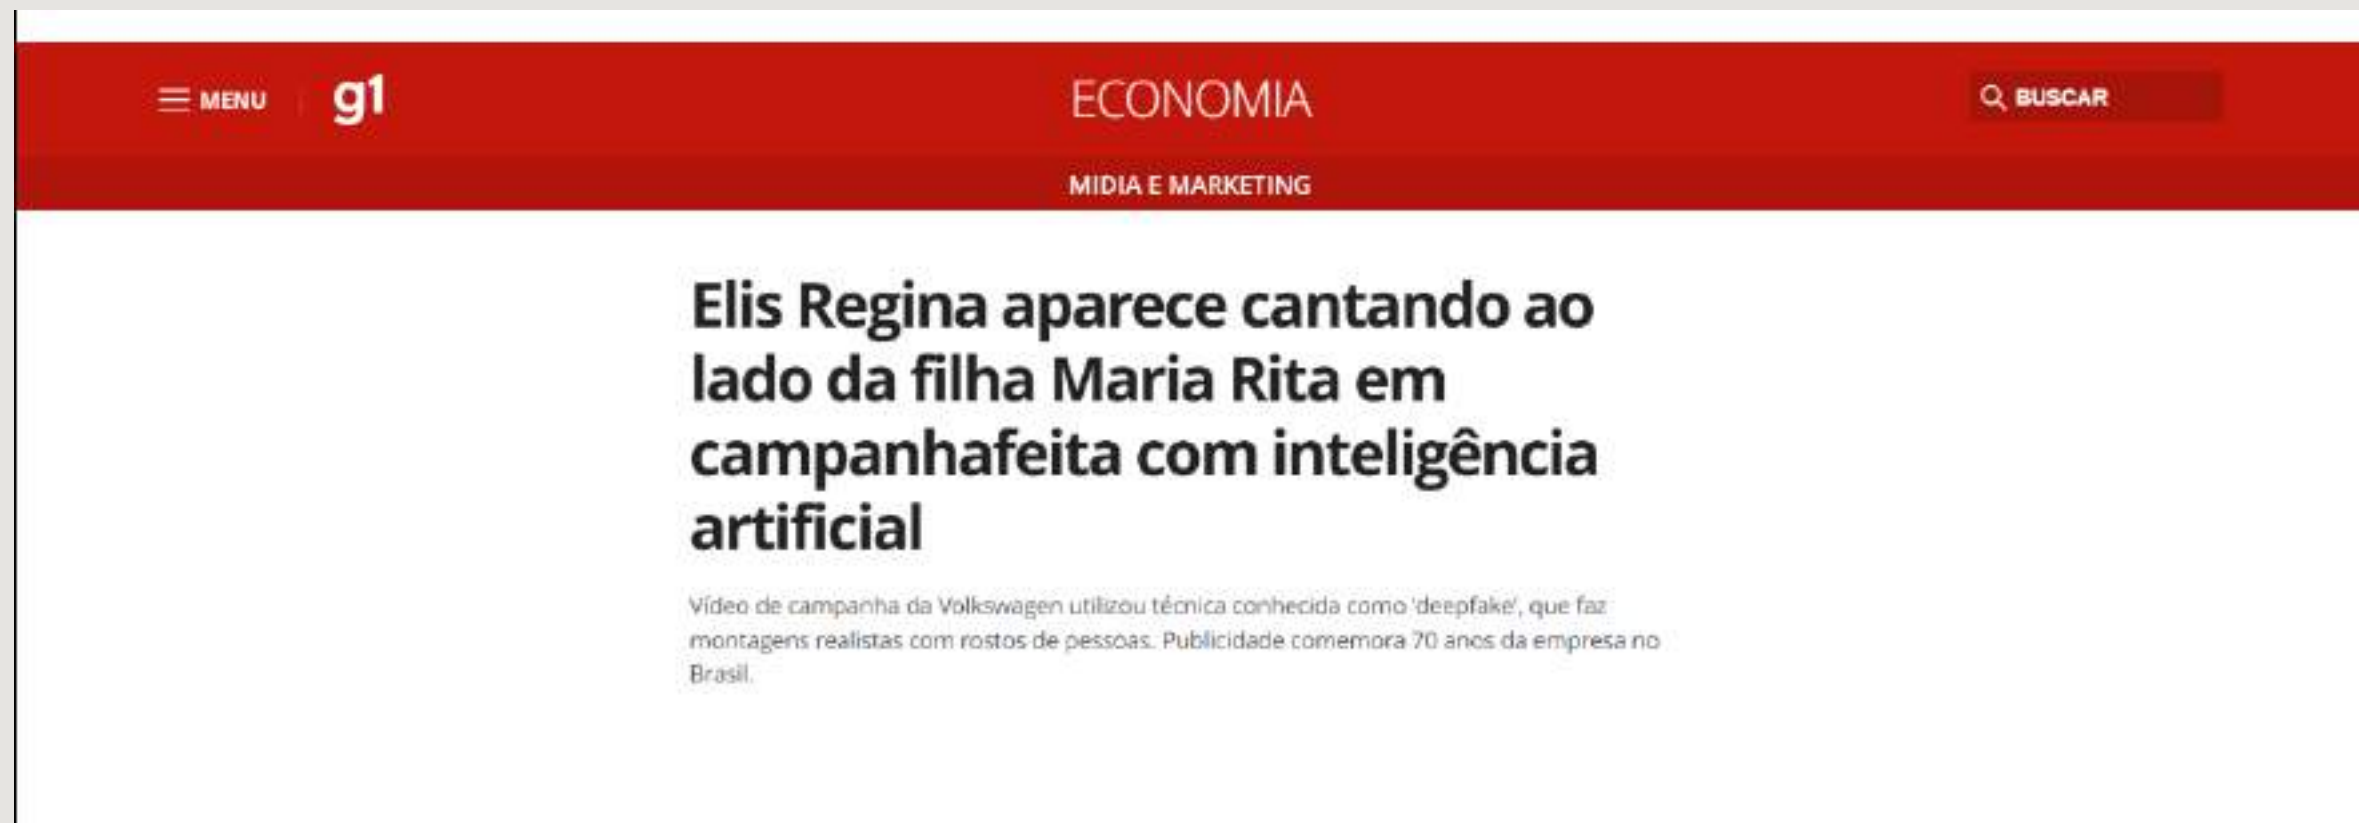 MENU g1 ECONOMIA BUSCAR
MIDIA E MARKETING
Elis Regina aparece cantando ao
lado da filha Maria Rita em
campanhafeita com inteligência
artificial
Vídeo de campanha da Volkswagen utilizou técnica conhecida como 'deepfake', que faz
montagens realistas com rostos de pessoas. Publicidade comemora 70 anos da empresa no
Brasil.